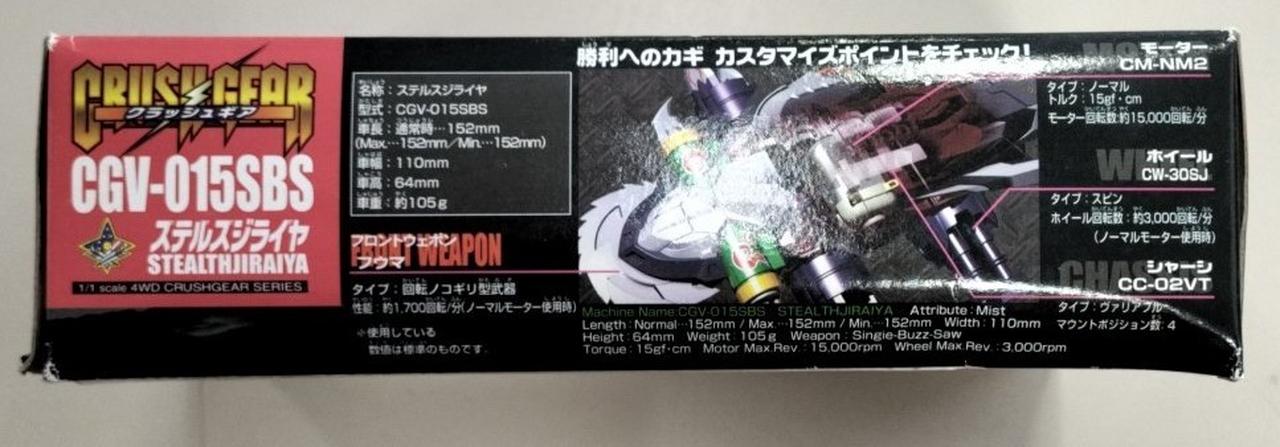 CRUSH GEAR
クラッシュギア
CGV-015SBS
ステルスジライヤ
STEALTHJIRAIYA
1/1 scale 4WD CRUSHGEAR SERIES
名称:ステルスジライヤ
型式:CGV-015SBS
車長:通常時…152mm
(Max.…152mm/Min.…152mm)
車幅:110mm
車高:64mm
車重:約105g
FRONT WEAPON
フロントウェポン
フウマ
タイプ:回転ノコギリ型武器
性能:約1,700回転/分(ノーマルモーター使用時)
※使用している
数値は標準のものです.
勝利へのカギ カスタマイズポイントをチェック!
Machine Name:CGV-015SBS STEALTHJIRAIYA Attribute:Mist
Length:Normal…152mm/Max.…152mm/Min.…152mm Width:110mm
Height:64mm Weight:105g Weapon:Single-Buzz-Saw
Torque:15gf·cm Motor Max.Rev.:15,000rpm Wheel Max.Rev.:3,000rpm
モーター
CM-NM2
タイプ:ノーマル
トルク:15gf·cm
モーター回転数:約15,000回転/分
ホイール
CW-30SJ
タイプ:スピン
ホイール回転数:約3,000回転/分
(ノーマルモーター使用時)
シャーシ
CC-02VT
タイプ:ヴァリアブル
マウントポジション数:4